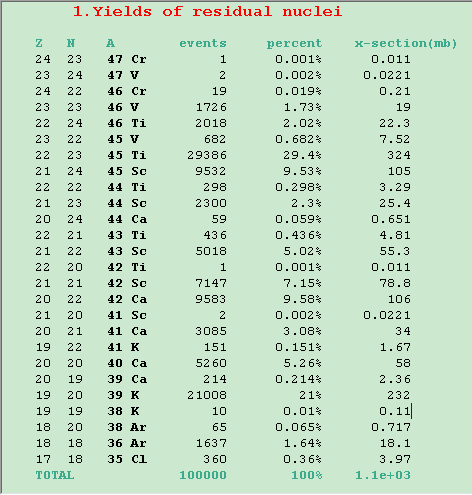 1.Yields of residual nuclei
Z N A events percent x-section(mb)
24 23 47 Cr 1 0.001% 0.011
23 24 47 V 2 0.002% 0.0221
24 22 46 Cr 19 0.019% 0.21
23 23 46 V 1726 1.73% 19
22 24 46 Ti 2018 2.02% 22.3
23 22 45 V 682 0.682% 7.52
22 23 45 Ti 29386 29.4% 324
21 24 45 Sc 9532 9.53% 105
22 22 44 Ti 298 0.298% 3.29
21 23 44 Sc 2300 2.3% 25.4
20 24 44 Ca 59 0.059% 0.651
22 21 43 Ti 436 0.436% 4.81
21 22 43 Sc 5018 5.02% 55.3
22 20 42 Ti 1 0.001% 0.011
21 21 42 Sc 7147 7.15% 78.8
20 22 42 Ca 9583 9.58% 106
21 20 41 Sc 2 0.002% 0.0221
20 21 41 Ca 3085 3.08% 34
19 22 41 K 151 0.151% 1.67
20 20 40 Ca 5260 5.26% 58
20 19 39 Ca 214 0.214% 2.36
19 20 39 K 21008 21% 232
19 19 38 K 10 0.01% 0.11
18 20 38 Ar 65 0.065% 0.717
18 18 36 Ar 1637 1.64% 18.1
17 18 35 Cl 360 0.36% 3.97
TOTAL 100000 100% 1.1e+03